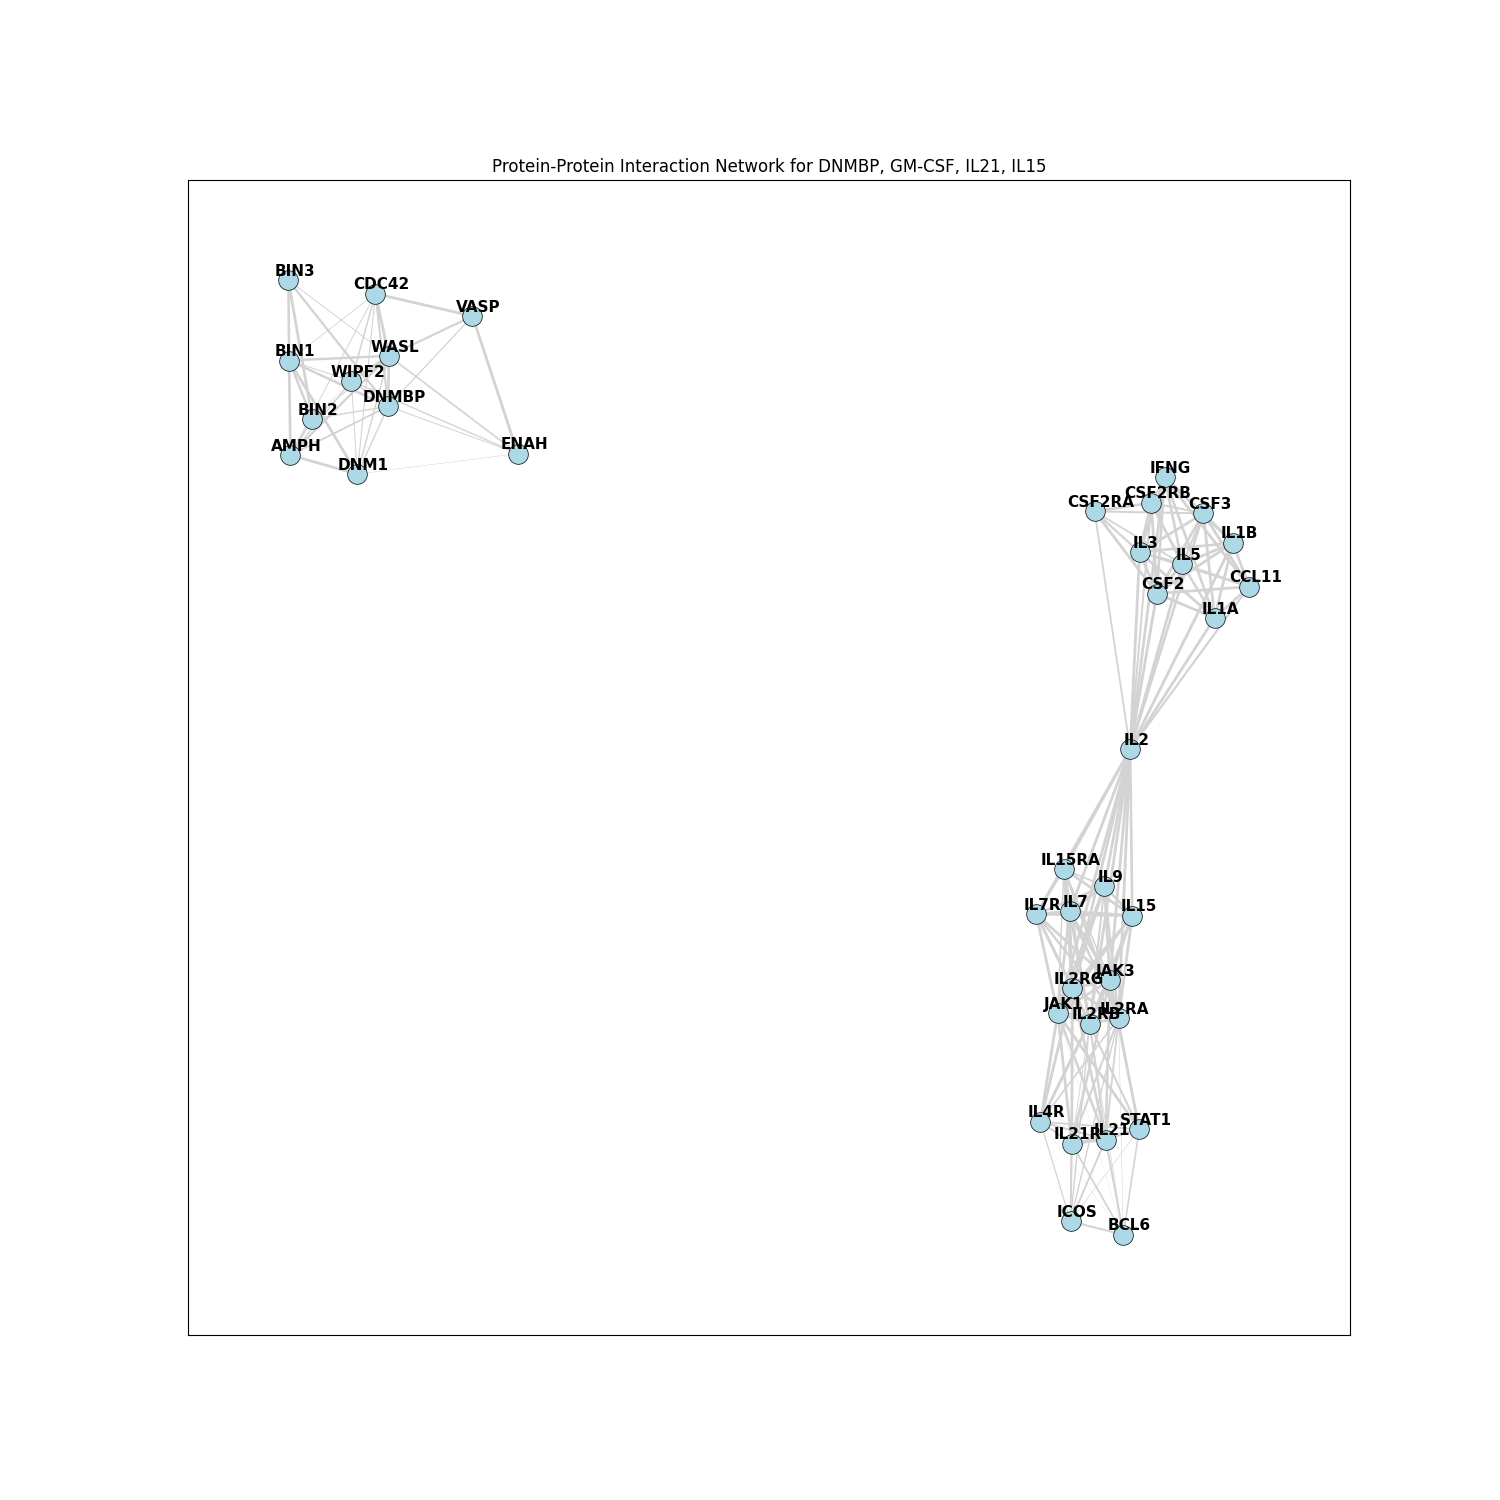 Protein-Protein Interaction Network for DNMBP, GM-CSF, IL21, IL15
BIN3
CDC42
VASP
WASL
BIN1
WIPF2
DNMBP
BIN2
AMPH
ENAH
DNM1
IFNG
CSF2RB
CSF2RA
CSF3
IL1B
IL3
IL5
CCL11
CSF2
IL1A
IL2
IL15RA
IL9
IL7R
IL7
IL15
JAK3
IL2RG
JAK1
IL2RA
IL2RB
IL4R
STAT1
IL21
IL21R
ICOS
BCL6